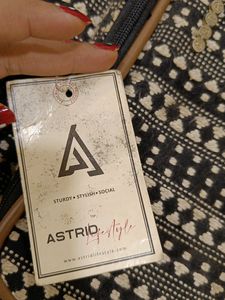 STURDY • STYLISH • SOCIAL
ASTRID Lifestyle
www.astridlifestyle.com